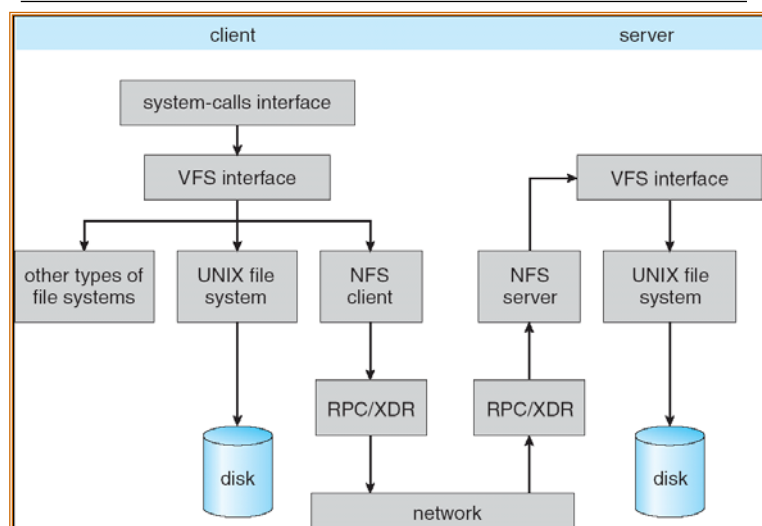 client
server
system-calls interface
VFS interface
VFS interface
other types of
file systems
UNIX file
system
NFS
client
NFS
server
UNIX file
system
RPC/XDR
RPC/XDR
disk
disk
network